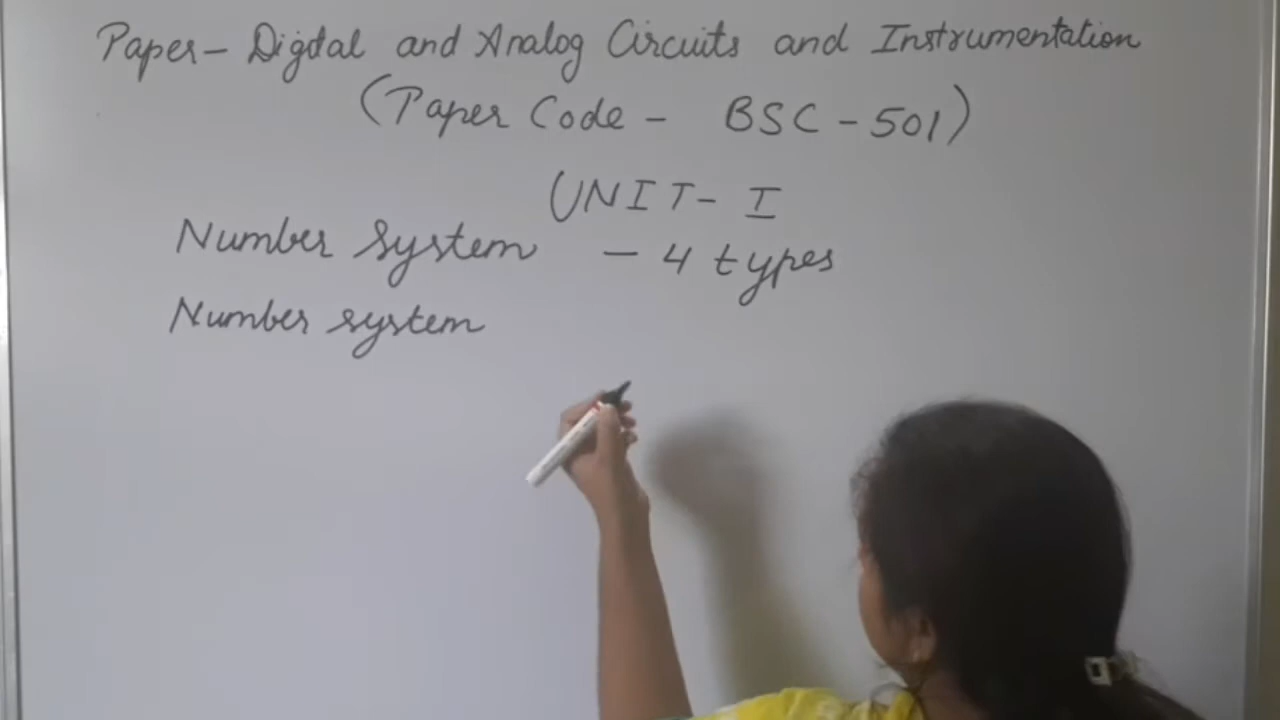 Paper - Digital and Analog Circuits and Instrumentation
(Paper Code - BSC - 501)
UNIT - I
Number System - 4 types
Number system